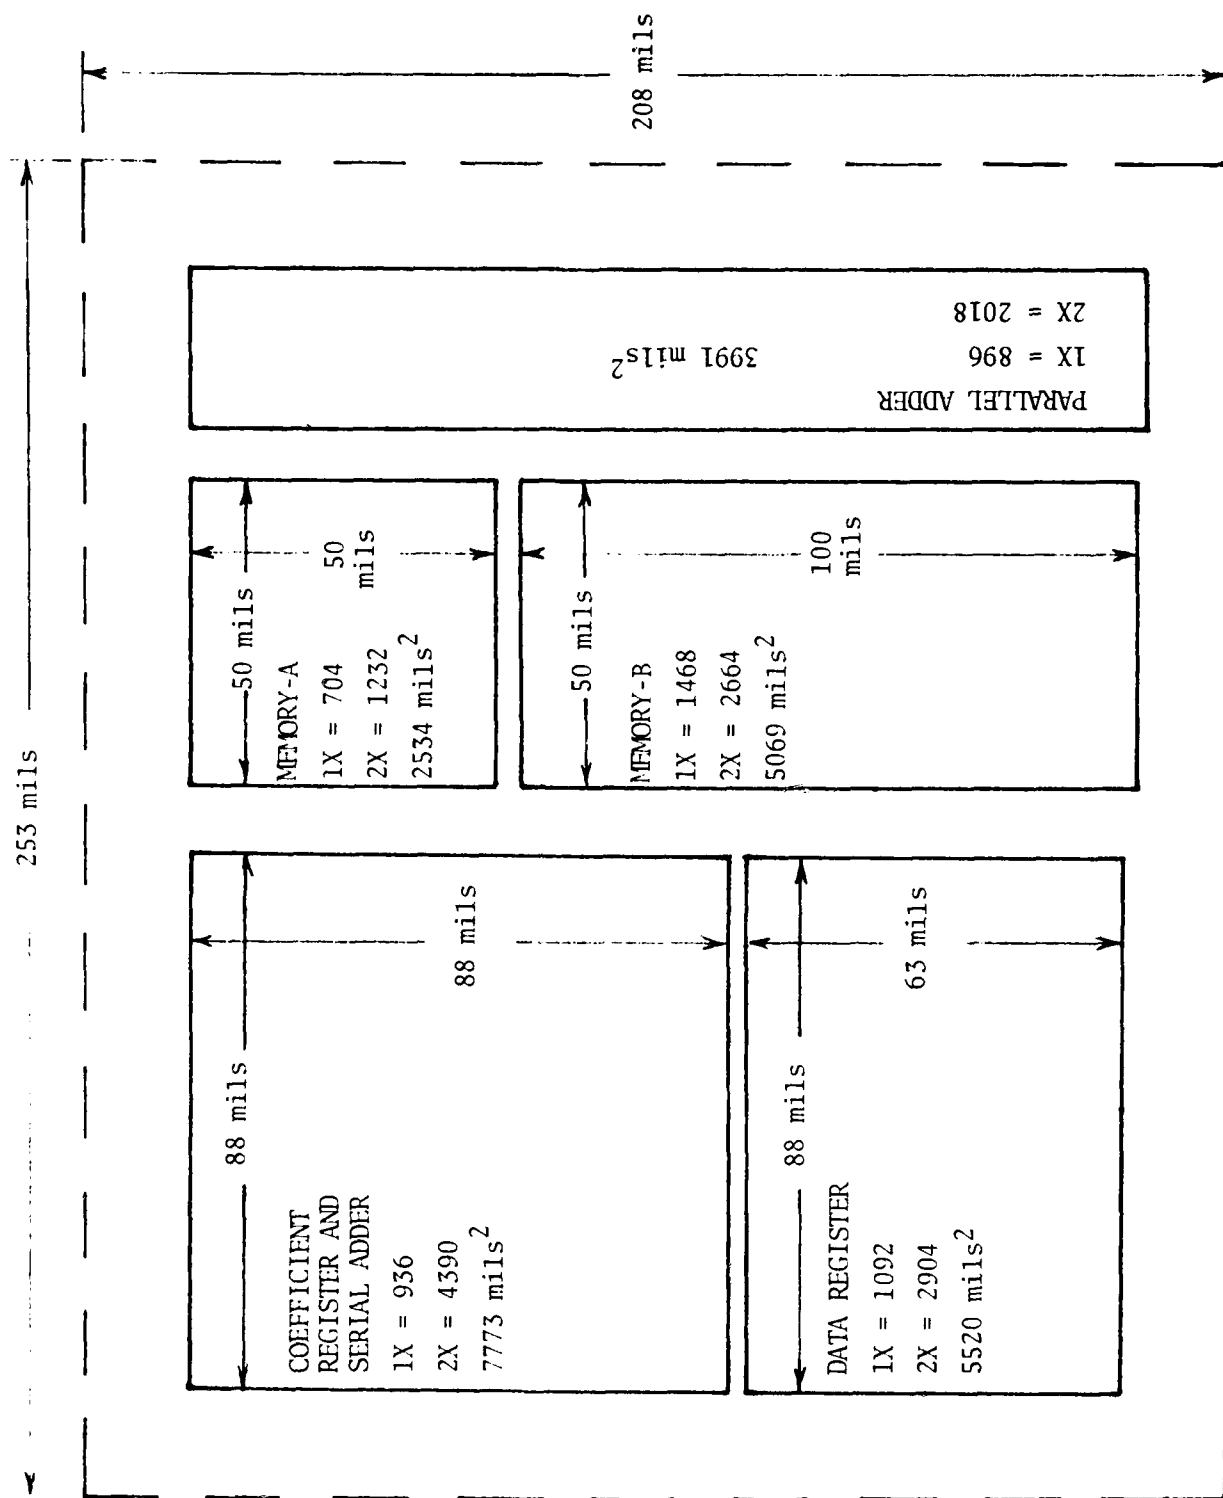 253 mils
208 mils
88 mils
88 mils
COEFFICIENT
REGISTER AND
SERIAL ADDER
1X = 936
2X = 4390
7773 mils²
88 mils
63 mils
DATA REGISTER
1X = 1092
2X = 2904
5520 mils²
50 mils
50
mils
MEMORY-A
1X = 704
2X = 1232
2534 mils²
50 mils
100
mils
MEMORY-B
1X = 1468
2X = 2664
5069 mils²
PARALLEL ADDER
1X = 896
2X = 2018
3991 mils²